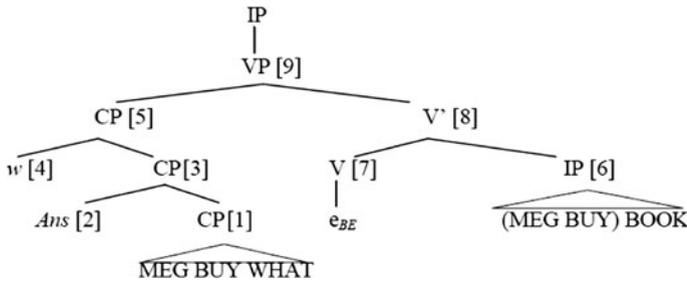 IP
VP [9]
CP [5] V’ [8]
w [4] CP[3] V [7] IP [6]
Ans [2] CP[1] eBE (MEG BUY) BOOK
MEG BUY WHAT